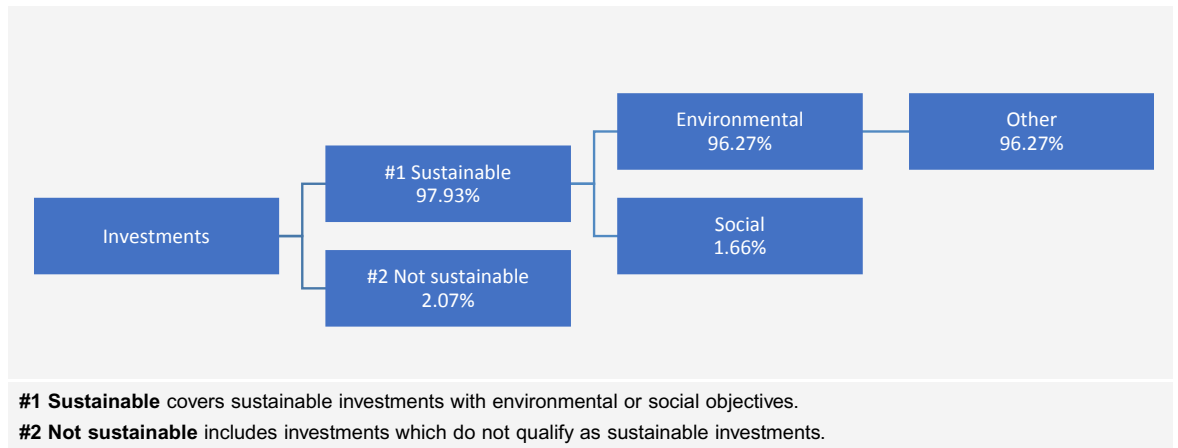 Investments
#1 Sustainable
97.93%
#2 Not sustainable
2.07%
Environmental
96.27%
Social
1.66%
Other
96.27%
#1 Sustainable covers sustainable investments with environmental or social objectives.
#2 Not sustainable includes investments which do not qualify as sustainable investments.